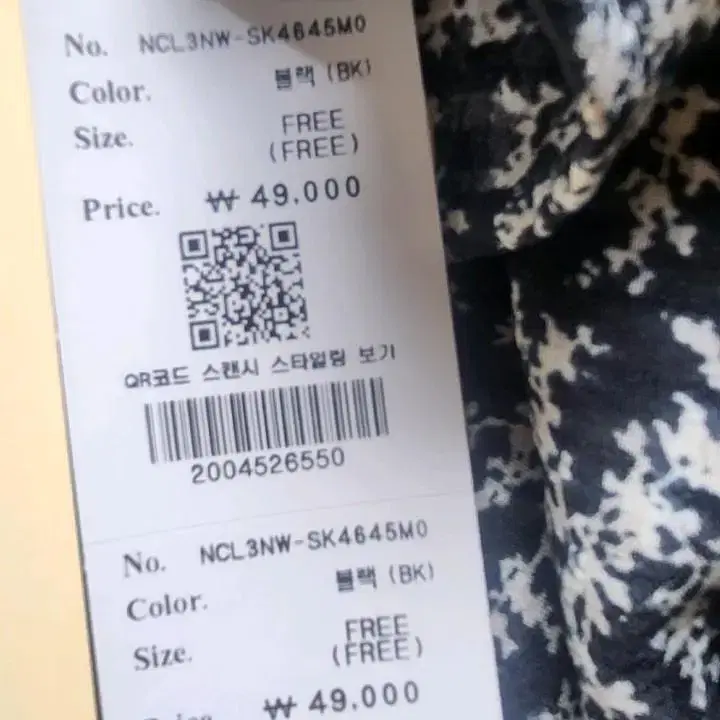 No. NCL3NW-SK4645M0
Color. 블랙 (BK)
Size. FREE
(FREE)
Price. ₩ 49.000
QR코드 스캔시 스타일링 보기
2004526550
No. NCL3NW-SK4645M0
Color. 블랙 (BK)
Size. FREE
(FREE)
Price ₩ 49.000